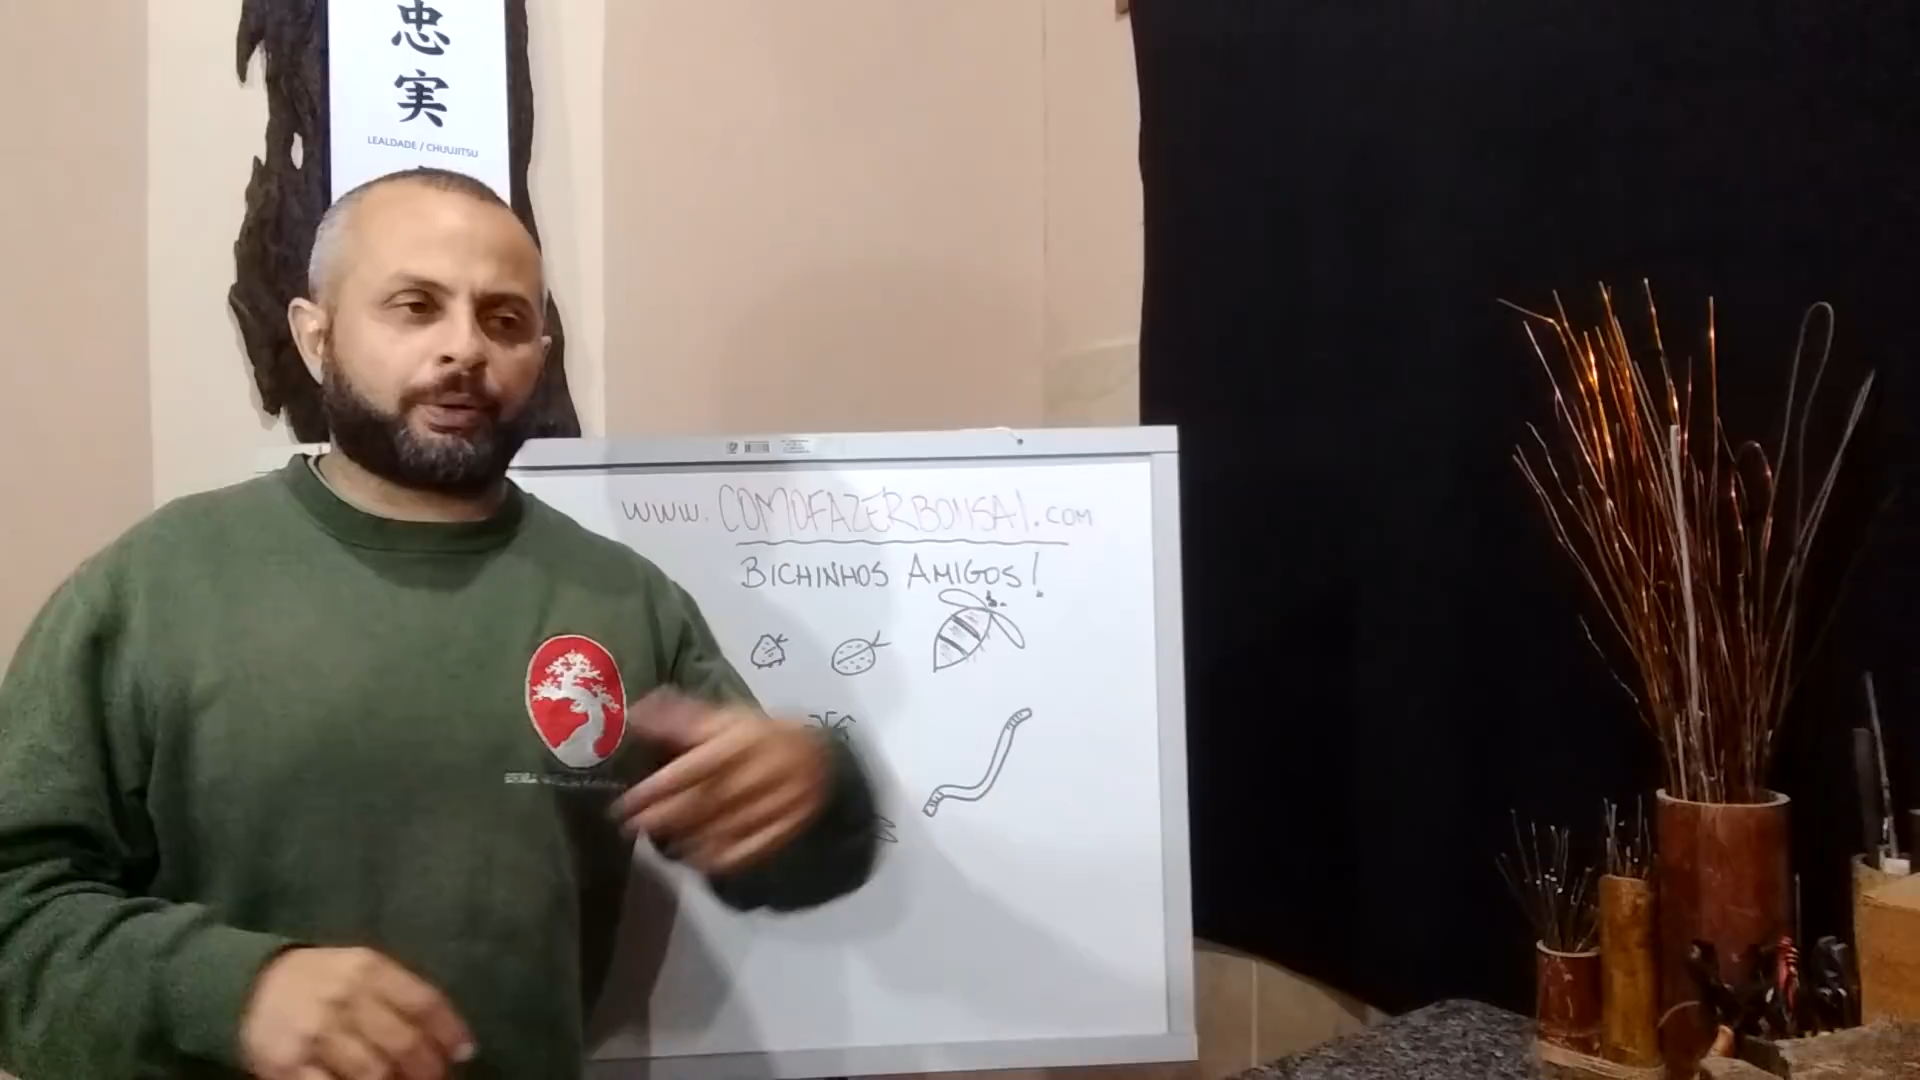 忠
実
LEALDADE / CHUUJITSU
www.COMOFAZERBONSAI.COM
BICHINHOS AMIGOS!